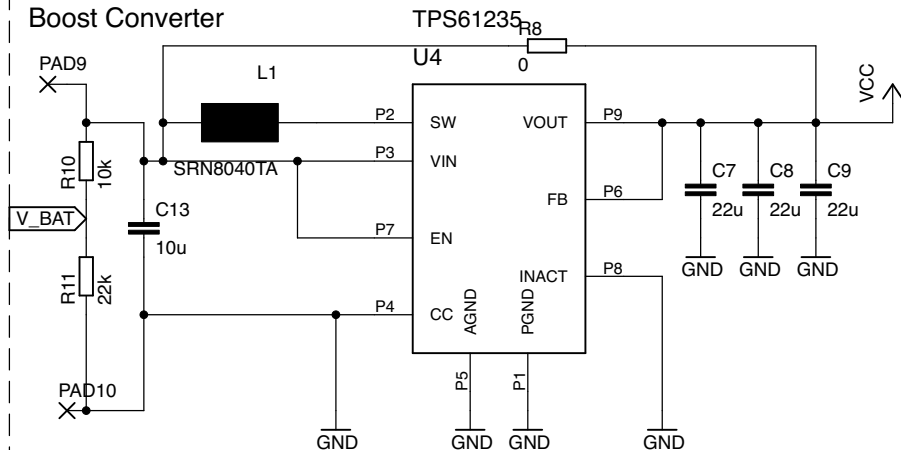 Boost Converter
TPS61235
R8
0
U4
VCC
PAD9
L1
P2
SW
VOUT
P9
P3
VIN
SRN8040TA
R10
10k
C7
22u
C8
22u
C9
22u
FB
P6
V_BAT
C13
10u
P7
EN
GND
GND
GND
R11
22k
INACT
P8
P4
CC
AGND
PGND
PAD10
P5
P1
GND
GND
GND
GND